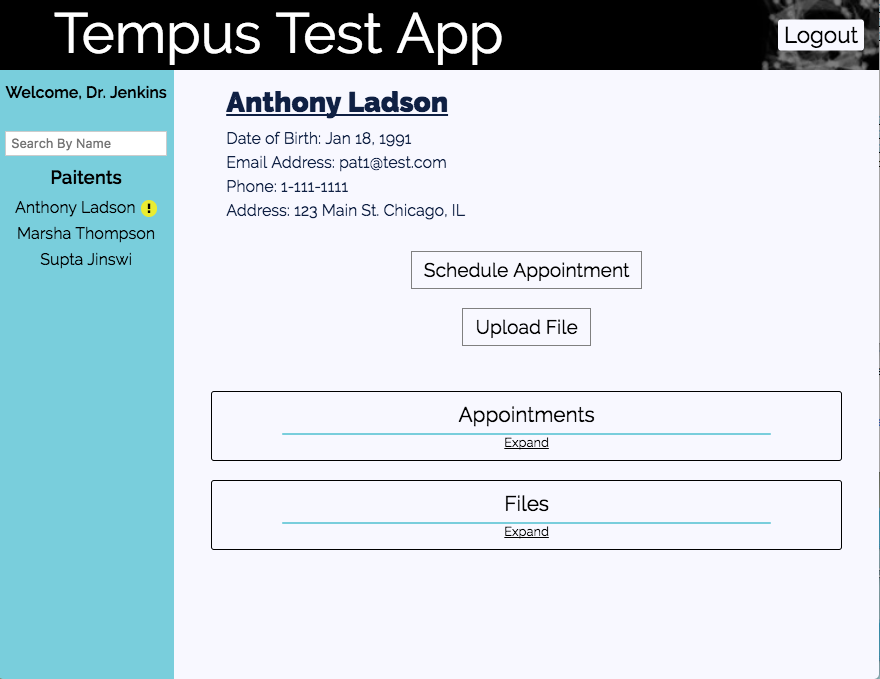 Tempus Test App
Logout
Welcome, Dr. Jenkins
Search By Name
Paitents
Anthony Ladson !
Marsha Thompson
Supta Jinswi
Anthony Ladson
Date of Birth: Jan 18, 1991
Email Address: pat1@test.com
Phone: 1-111-1111
Address: 123 Main St. Chicago, IL
Schedule Appointment
Upload File
Appointments
Expand
Files
Expand